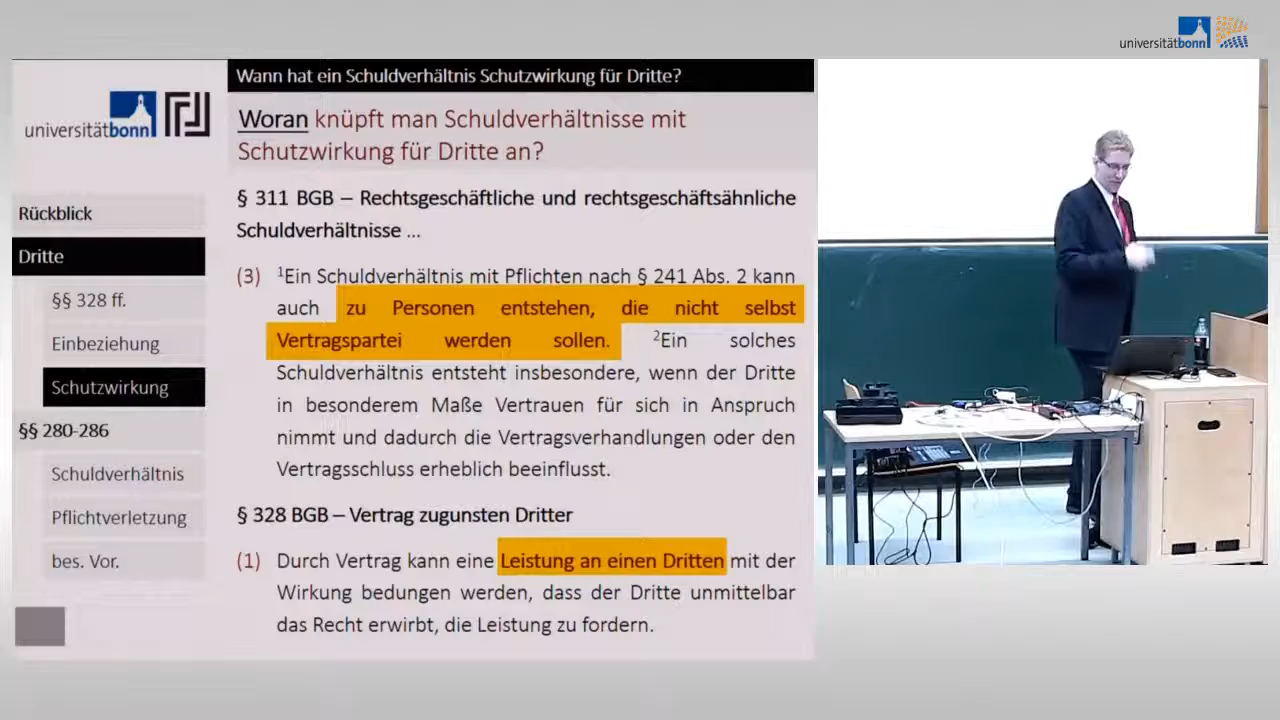 universitätbonn
Wann hat ein Schuldverhältnis Schutzwirkung für Dritte?
universitätbonn
Woran knüpft man Schuldverhältnisse mit
Schutzwirkung für Dritte an?
Rückblick
Dritte
§§ 328 ff.
Einbeziehung
Schutzwirkung
§§ 280-286
Schuldverhältnis
Pflichtverletzung
bes. Vor.
§ 311 BGB – Rechtsgeschäftliche und rechtsgeschäftsähnliche
Schuldverhältnisse ...
(3) ¹Ein Schuldverhältnis mit Pflichten nach § 241 Abs. 2 kann
auch zu Personen entstehen, die nicht selbst
Vertragspartei werden sollen. ²Ein solches
Schuldverhältnis entsteht insbesondere, wenn der Dritte
in besonderem Maße Vertrauen für sich in Anspruch
nimmt und dadurch die Vertragsverhandlungen oder den
Vertragsschluss erheblich beeinflusst.
§ 328 BGB – Vertrag zugunsten Dritter
(1) Durch Vertrag kann eine Leistung an einen Dritten mit der
Wirkung bedungen werden, dass der Dritte unmittelbar
das Recht erwirbt, die Leistung zu fordern.